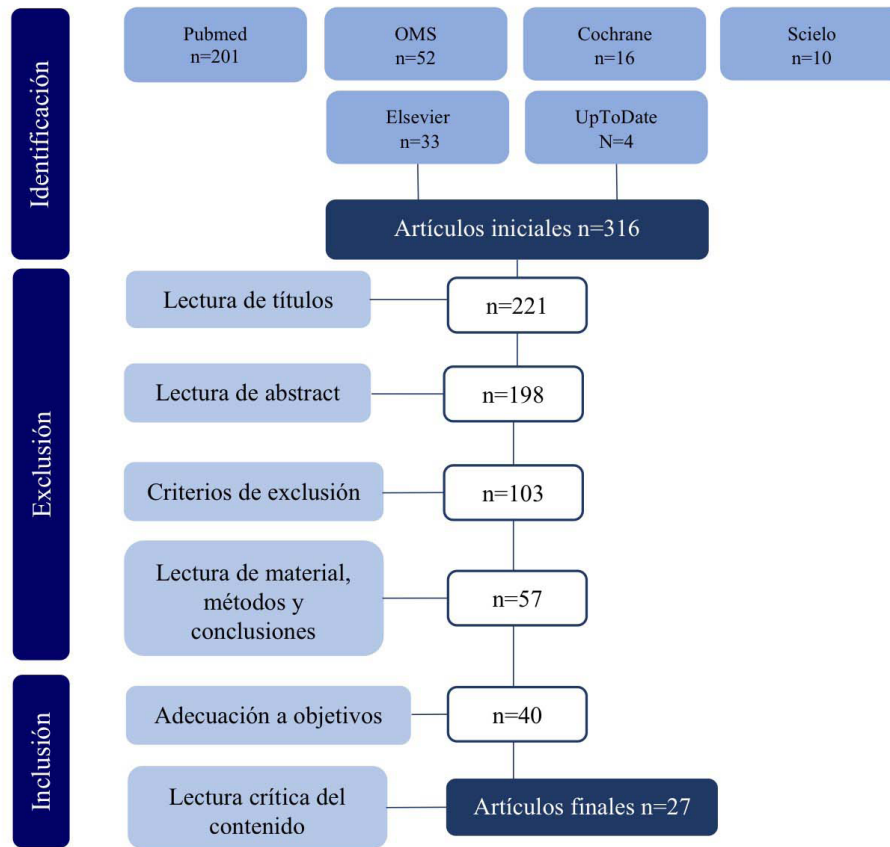 Identificación
Pubmed
n=201
OMS
n=52
Cochrane
n=16
Scielo
n=10
Elsevier
n=33
UpToDate
N=4
Artículos iniciales n=316
Exclusión
Lectura de títulos
n=221
Lectura de abstract
n=198
Criterios de exclusión
n=103
Lectura de material,
métodos y
conclusiones
n=57
Inclusión
Adecuación a objetivos
n=40
Lectura crítica del
contenido
Artículos finales n=27